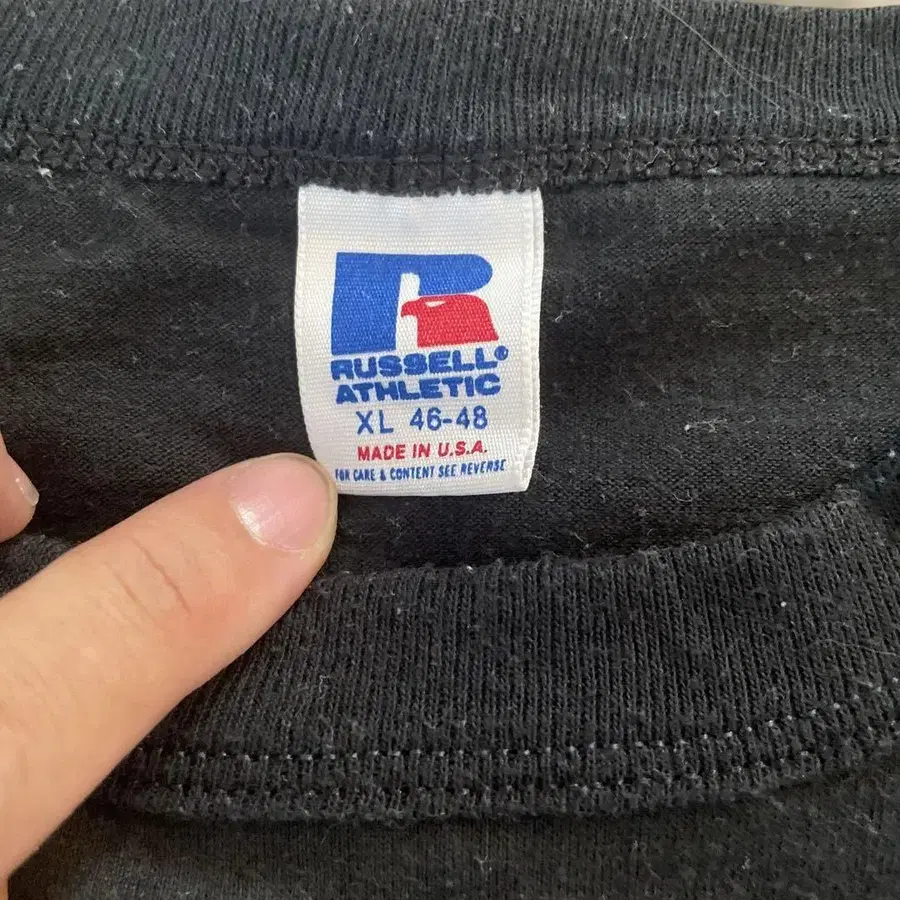 RUSSELL®
ATHLETIC
XL 46-48
MADE IN U.S.A.
FOR CARE & CONTENT SEE REVERSE